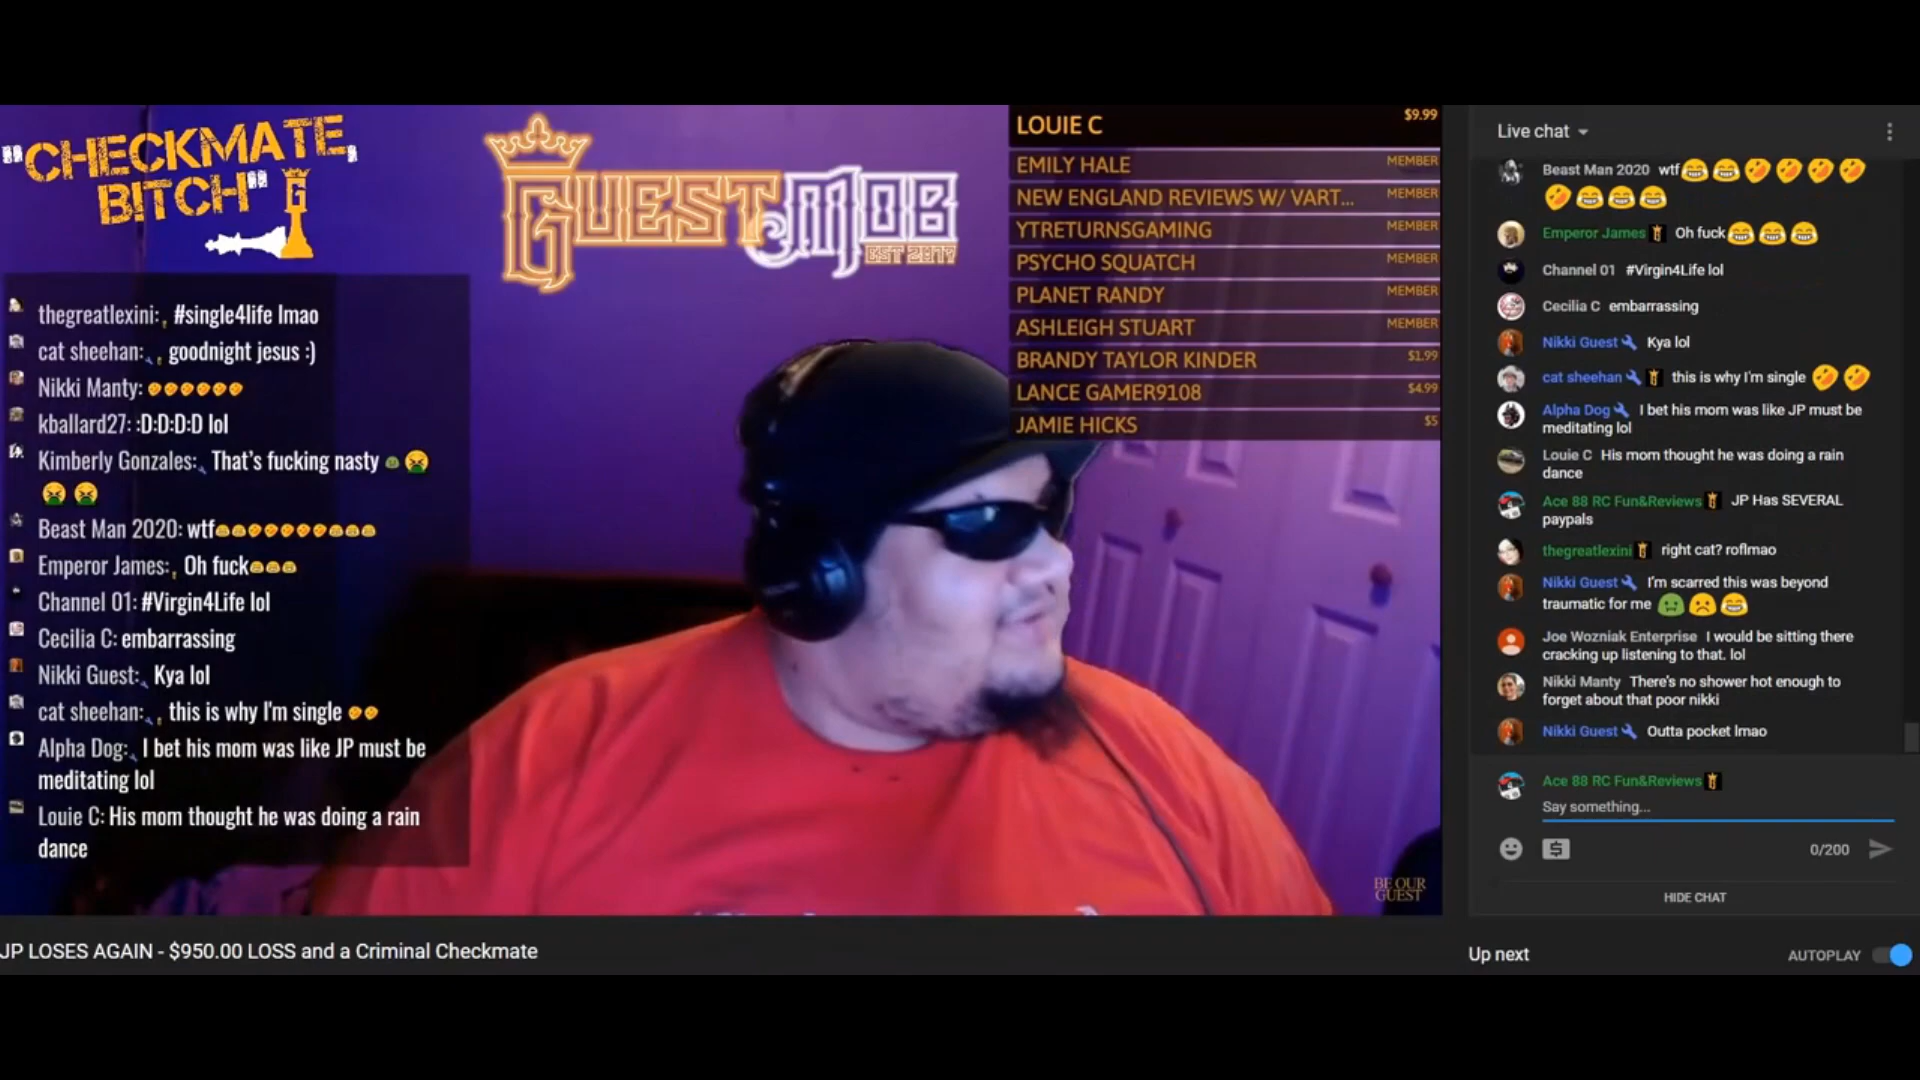 "CHECKMATE,
BITCH"
GUESTMOB
EST 2017
LOUIE C $9.99
EMILY HALE MEMBER
NEW ENGLAND REVIEWS W/ VART... MEMBER
YTRETURNSGAMING MEMBER
PSYCHO SQUATCH MEMBER
PLANET RANDY MEMBER
ASHLEIGH STUART MEMBER
BRANDY TAYLOR KINDER $1.99
LANCE GAMER9108 $4.99
JAMIE HICKS $5
thegreatlexini: #single4life lmao
cat sheehan: goodnight jesus :)
Nikki Manty: 🤣🤣🤣🤣🤣🤣
kballard27: :D:D:D:D lol
Kimberly Gonzales: That's fucking nasty 🤢🤮
🤮🤮
Beast Man 2020: wtf😂😂🤣🤣🤣🤣🤣😂😂😂
Emperor James: Oh fuck😂😂😂
Channel 01: #Virgin4Life lol
Cecilia C: embarrassing
Nikki Guest: Kya lol
cat sheehan: this is why I'm single 🤣🤣
Alpha Dog: I bet his mom was like JP must be
meditating lol
Louie C: His mom thought he was doing a rain
dance
BE OUR
GUEST
JP LOSES AGAIN - $950.00 LOSS and a Criminal Checkmate
Live chat
Beast Man 2020 wtf😂😂🤣🤣🤣🤣
🤣😂😂😂
Emperor James Oh fuck😂😂😂
Channel 01 #Virgin4Life lol
Cecilia C embarrassing
Nikki Guest Kya lol
cat sheehan this is why I'm single 🤣🤣
Alpha Dog I bet his mom was like JP must be
meditating lol
Louie C His mom thought he was doing a rain
dance
Ace 88 RC Fun&Reviews JP Has SEVERAL
paypals
thegreatlexini right cat? roflmao
Nikki Guest I'm scarred this was beyond
traumatic for me 🤢☹️😂
Joe Wozniak Enterprise I would be sitting there
cracking up listening to that. lol
Nikki Manty There's no shower hot enough to
forget about that poor nikki
Nikki Guest Outta pocket lmao
Ace 88 RC Fun&Reviews
Say something...
0/200
HIDE CHAT
Up next
AUTOPLAY